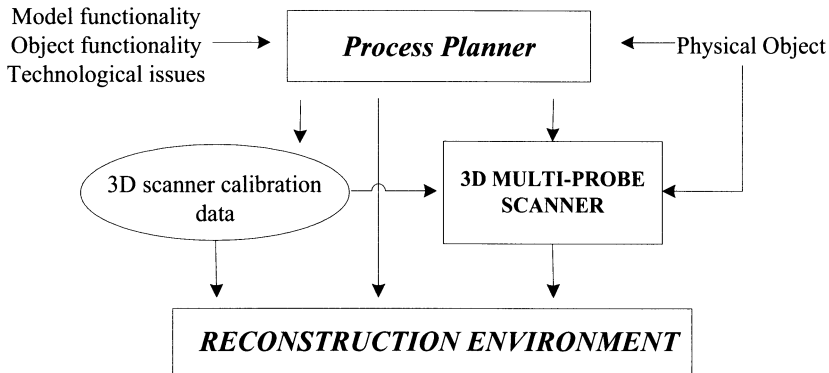 Model functionality
Object functionality
Technological issues
Process Planner
Physical Object
3D scanner calibration
data
3D MULTI-PROBE
SCANNER
RECONSTRUCTION ENVIRONMENT